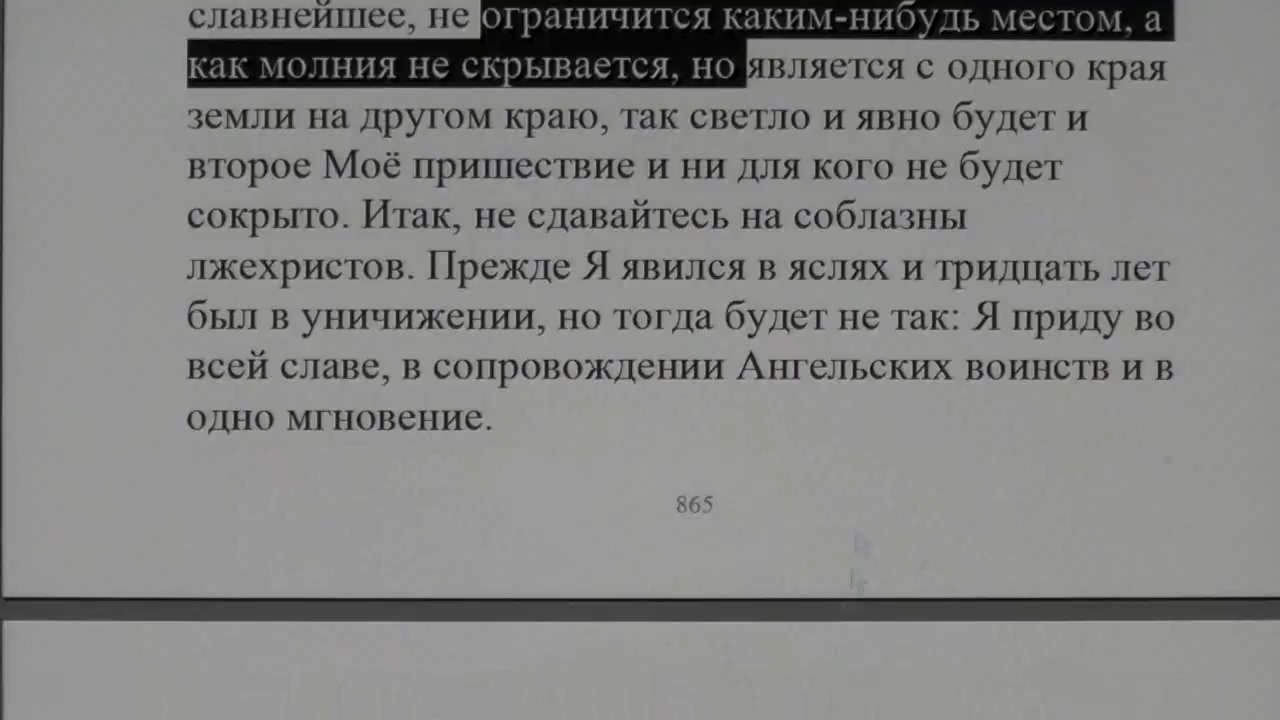 славнейшее, не ограничится каким-нибудь местом, а
как молния не скрывается, но является с одного края
земли на другом краю, так светло и явно будет и
второе Моё пришествие и ни для кого не будет
сокрыто. Итак, не сдавайтесь на соблазны
лжехристов. Прежде Я явился в яслях и тридцать лет
был в уничижении, но тогда будет не так: Я приду во
всей славе, в сопровождении Ангельских воинств и в
одно мгновение.
865